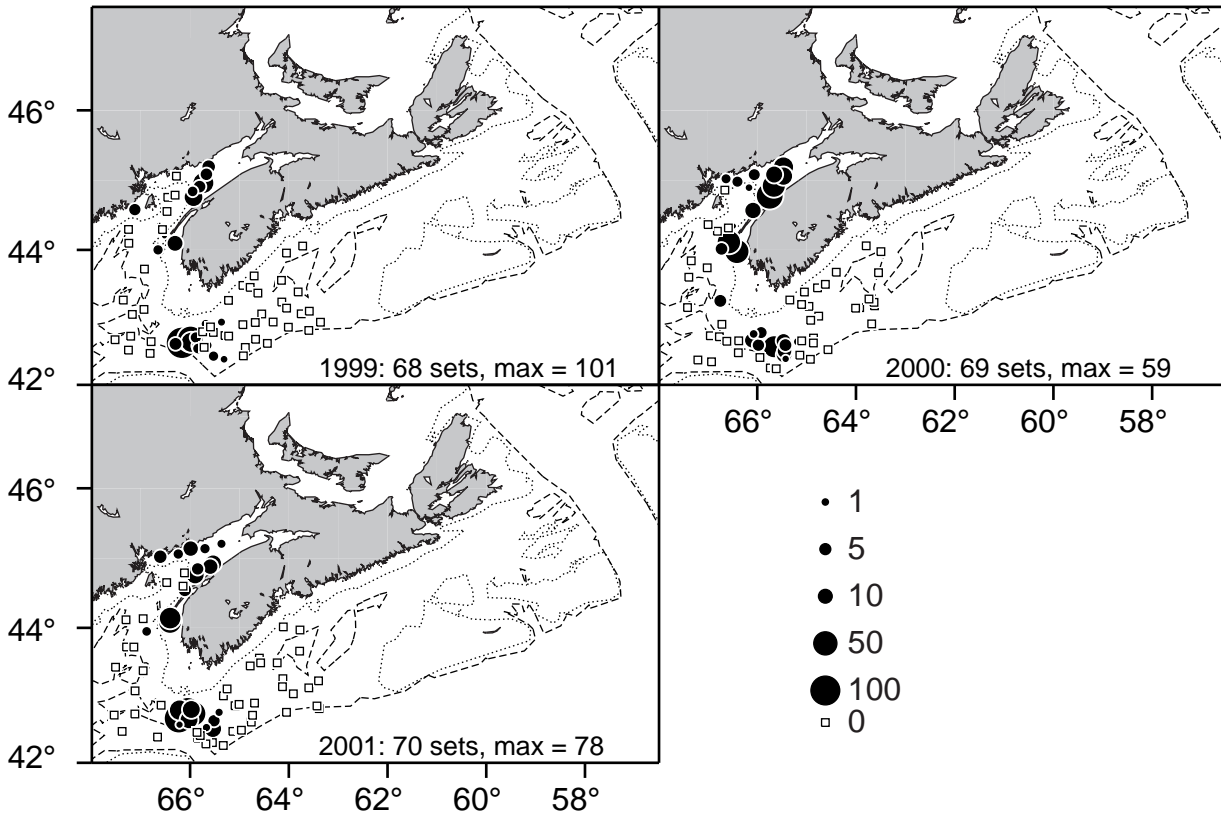 46°
44°
42°
1999: 68 sets, max = 101
2000: 69 sets, max = 59
66° 64° 62° 60° 58°
46°
44°
42°
2001: 70 sets, max = 78
66° 64° 62° 60° 58°
1
5
10
50
100
0